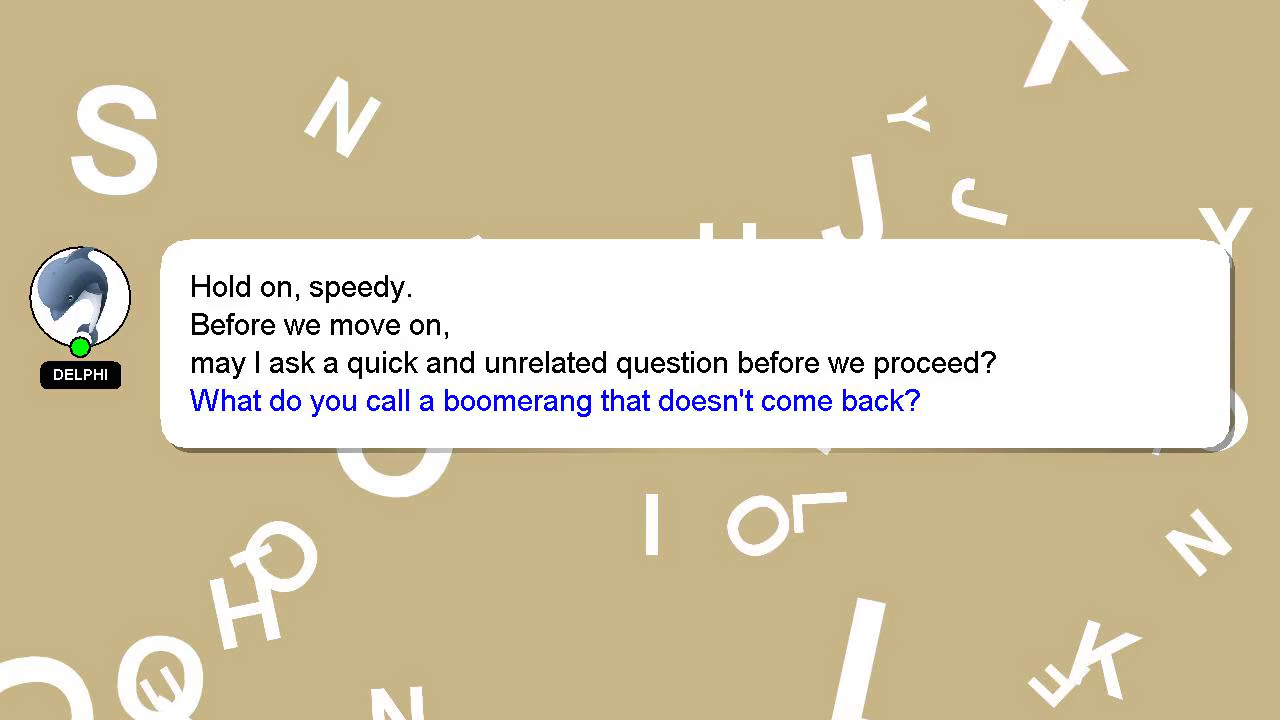 X
S
N
Y
J
J
Y
Hold on, speedy.
Before we move on,
may I ask a quick and unrelated question before we proceed?
What do you call a boomerang that doesn't come back?
DELPHI
I
O
L
N
O
T
H
K
E
Q
N